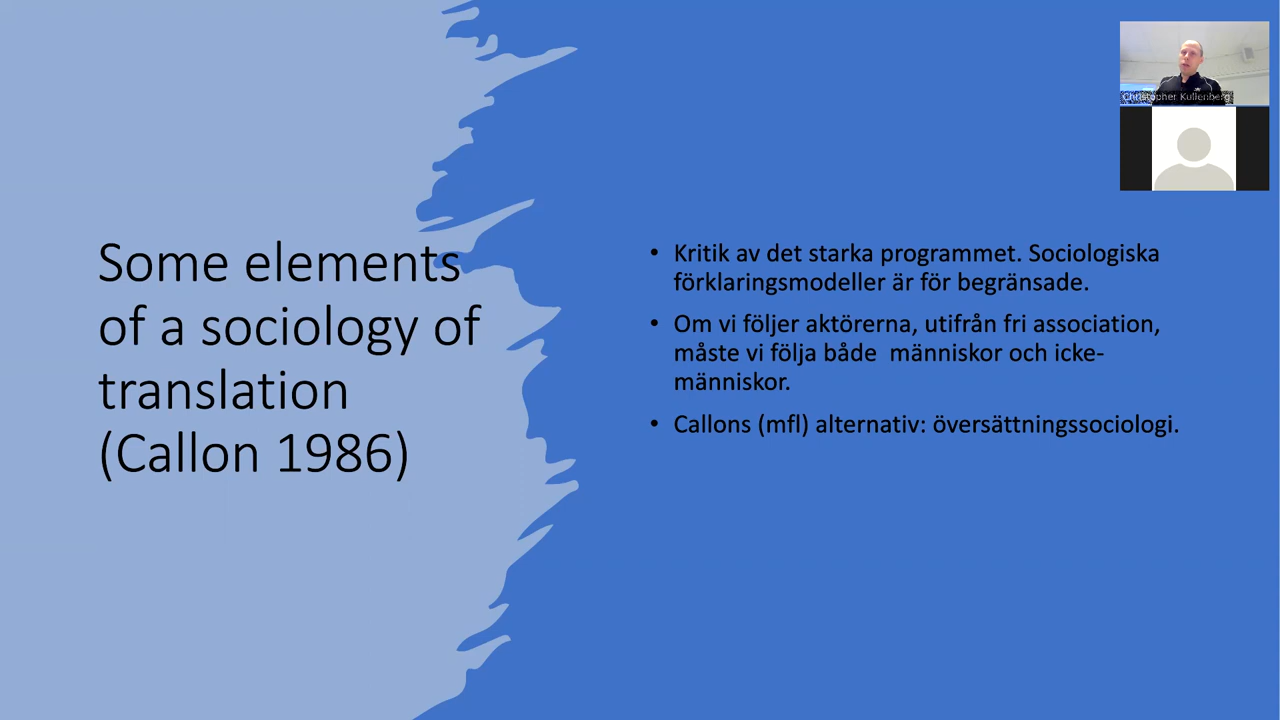 Some elements
of a sociology of
translation
(Callon 1986)
• Kritik av det starka programmet. Sociologiska
förklaringsmodeller är för begränsade.
• Om vi följer aktörerna, utifrån fri association,
måste vi följa både  människor och icke-
människor.
• Callons (mfl) alternativ: översättningssociologi.
Christopher Kullenberg